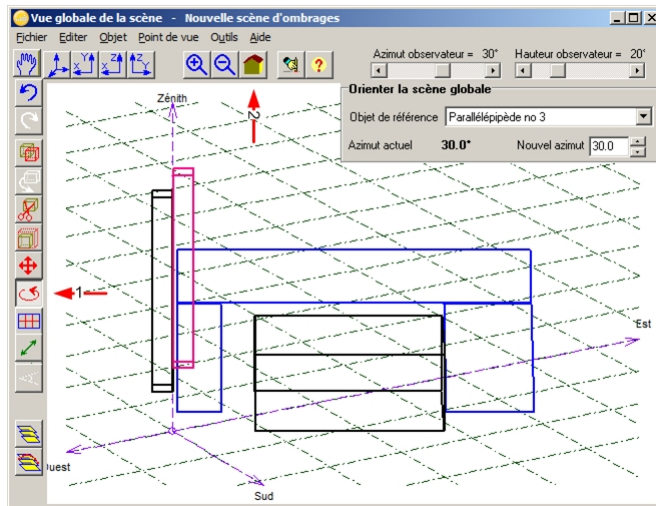 Vue globale de la scène - Nouvelle scène d'ombrages
Fichier Editer Objet Point de vue Outils Aide
Azimut observateur = 30° Hauteur observateur = 20°
Orienter la scène globale
Objet de référence Parallélépipède no 3
Azimut actuel 30.0° Nouvel azimut 30.0
Zénith
2
1
Est
Ouest
Sud